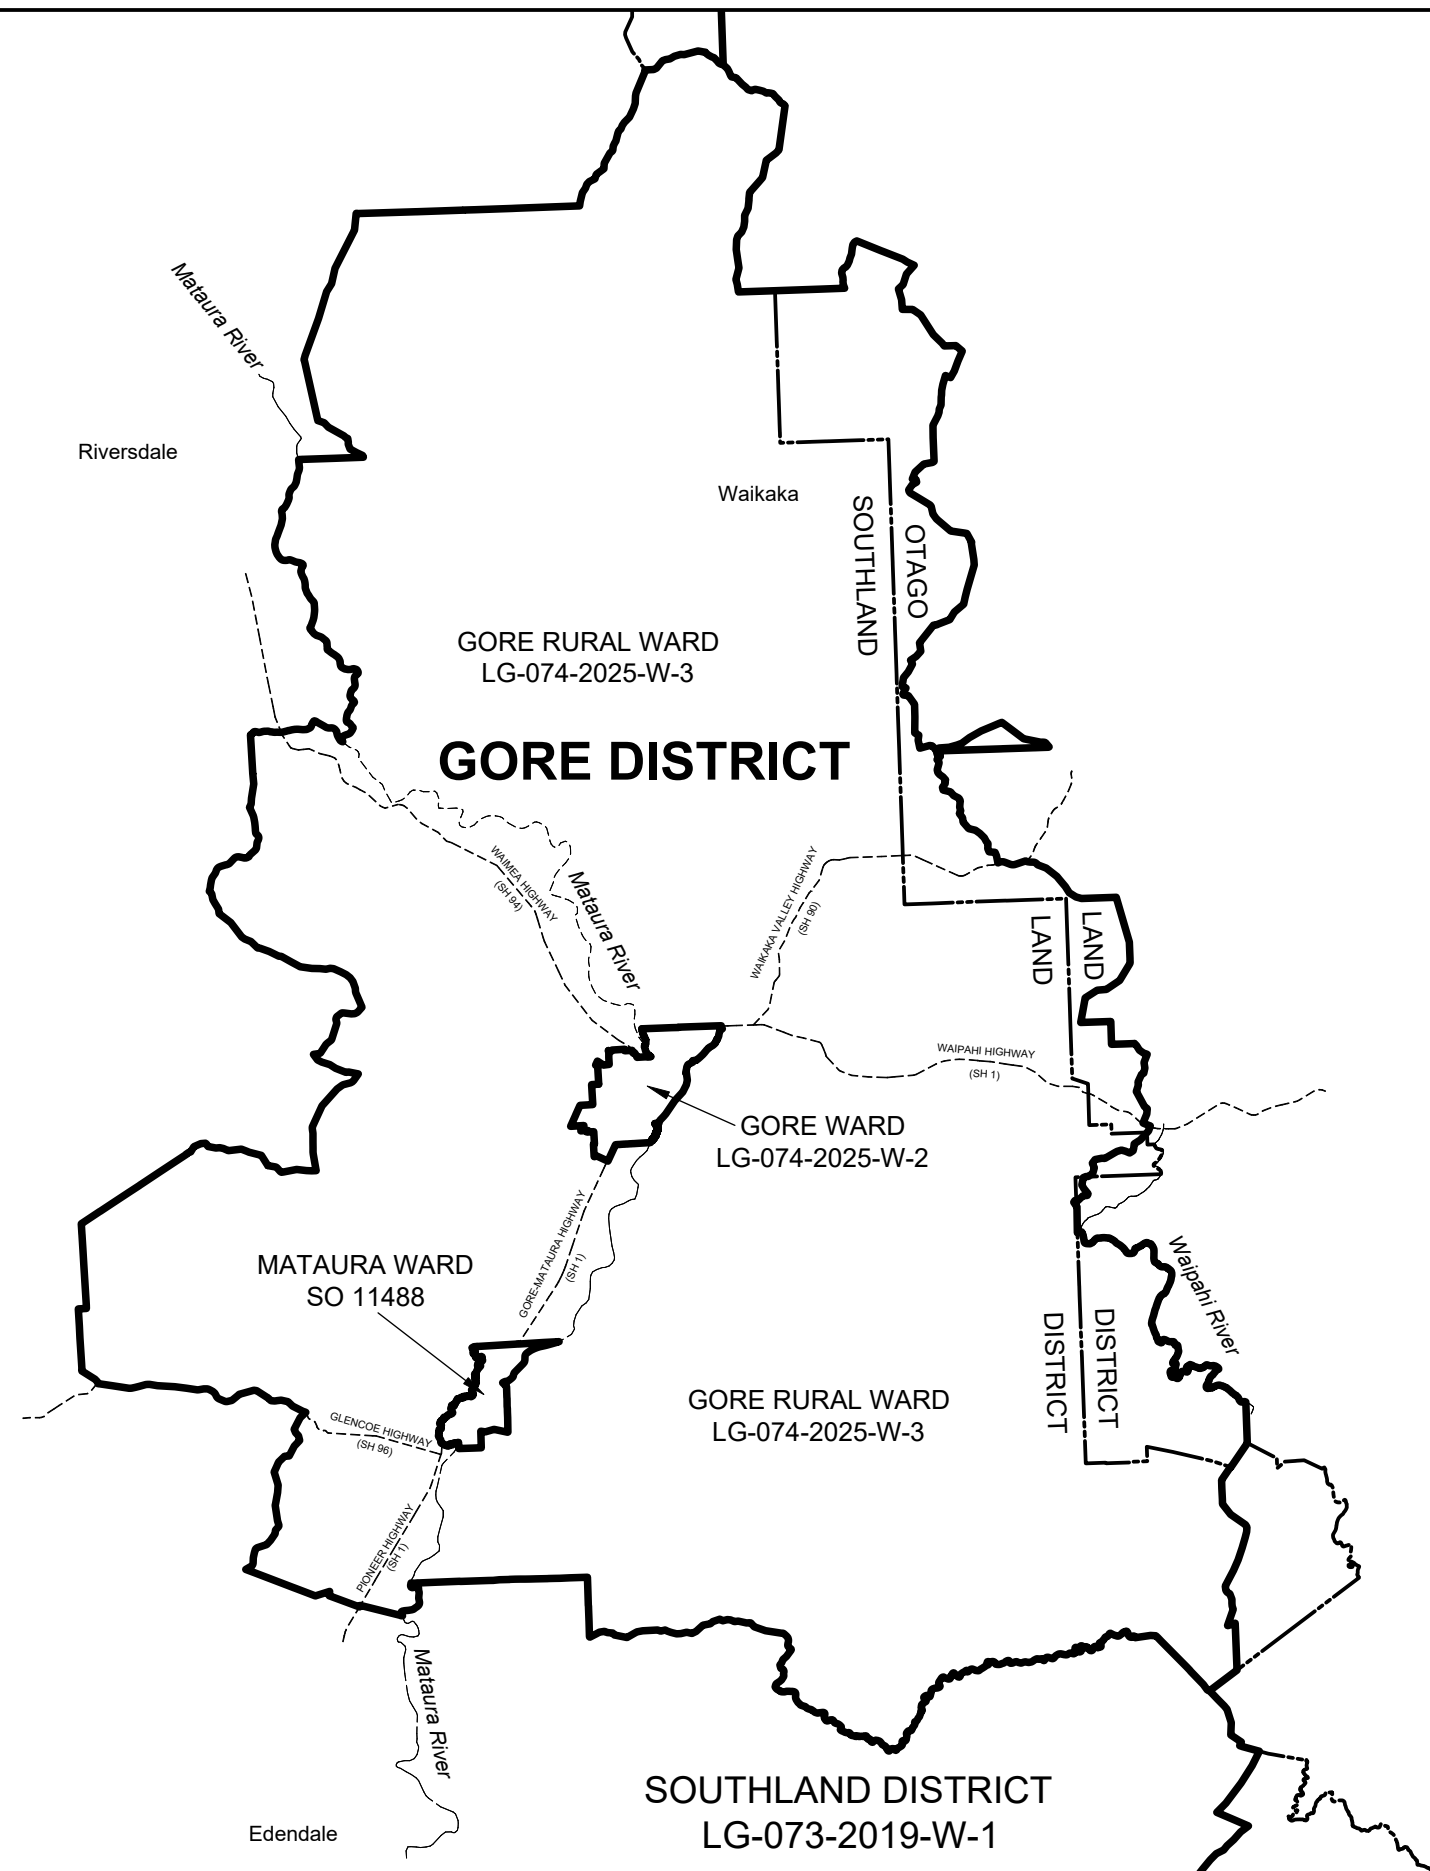 Mataura River
Riversdale
Waikaka
SOUTHLAND
OTAGO
GORE RURAL WARD
LG-074-2025-W-3
GORE DISTRICT
WAIMEA HIGHWAY
(SH 94)
Mataura River
WAIKAKA VALLEY HIGHWAY
(SH 90)
LAND
LAND
WAIPAHI HIGHWAY
(SH 1)
GORE WARD
LG-074-2025-W-2
GORE-MATAURA HIGHWAY
(SH 1)
MATAURA WARD
SO 11488
Waipahi River
DISTRICT
DISTRICT
GORE RURAL WARD
LG-074-2025-W-3
GLENCOE HIGHWAY
(SH 96)
PIONEER HIGHWAY
(SH 1)
Mataura River
SOUTHLAND DISTRICT
LG-073-2019-W-1
Edendale